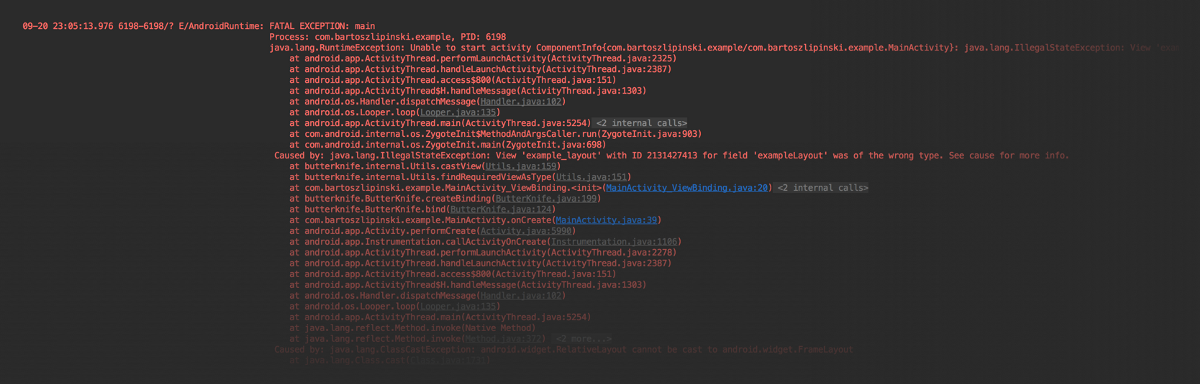 09-20 23:05:13.976 6198-6198/? E/AndroidRuntime: FATAL EXCEPTION: main
Process: com.bartoszlipinski.example, PID: 6198
java.lang.RuntimeException: Unable to start activity ComponentInfo{com.bartoszlipinski.example/com.bartoszlipinski.example.MainActivity}: java.lang.IllegalStateException: View
at android.app.ActivityThread.performLaunchActivity(ActivityThread.java:2325)
at android.app.ActivityThread.handleLaunchActivity(ActivityThread.java:2387)
at android.app.ActivityThread.access$800(ActivityThread.java:151)
at android.app.ActivityThread$H.handleMessage(ActivityThread.java:1303)
at android.os.Handler.dispatchMessage(Handler.java:102)
at android.os.Looper.loop(Looper.java:135)
at android.app.ActivityThread.main(ActivityThread.java:5254) <2 internal calls>
at com.android.internal.os.ZygoteInit$MethodAndArgsCaller.run(ZygoteInit.java:903)
at com.android.internal.os.ZygoteInit.main(ZygoteInit.java:698)
Caused by: java.lang.IllegalStateException: View 'example_layout' with ID 2131427413 for field 'exampleLayout' was of the wrong type. See cause for more info.
at butterknife.internal.Utils.castView(Utils.java:159)
at butterknife.internal.Utils.findRequiredViewAsType(Utils.java:151)
at com.bartoszlipinski.example.MainActivity_ViewBinding.<init>(MainActivity_ViewBinding.java:20) <2 internal calls>
at butterknife.ButterKnife.createBinding(ButterKnife.java:199)
at butterknife.ButterKnife.bind(ButterKnife.java:124)
at com.bartoszlipinski.example.MainActivity.onCreate(MainActivity.java:39)
at android.app.Activity.performCreate(Activity.java:5990)
at android.app.Instrumentation.callActivityOnCreate(Instrumentation.java:1106)
at android.app.ActivityThread.performLaunchActivity(ActivityThread.java:2278)
at android.app.ActivityThread.handleLaunchActivity(ActivityThread.java:2387)
at android.app.ActivityThread.access$800(ActivityThread.java:151)
at android.app.ActivityThread$H.handleMessage(ActivityThread.java:1303)
at android.os.Handler.dispatchMessage(Handler.java:102)
at android.os.Looper.loop(Looper.java:135)
at android.app.ActivityThread.main(ActivityThread.java:5254)
at java.lang.reflect.Method.invoke(Native Method)
at java.lang.reflect.Method.invoke(Method.java:372) <2 more...>
Caused by: java.lang.ClassCastException: android.widget.RelativeLayout cannot be cast to android.widget.FrameLayout
at java.lang.Class.cast